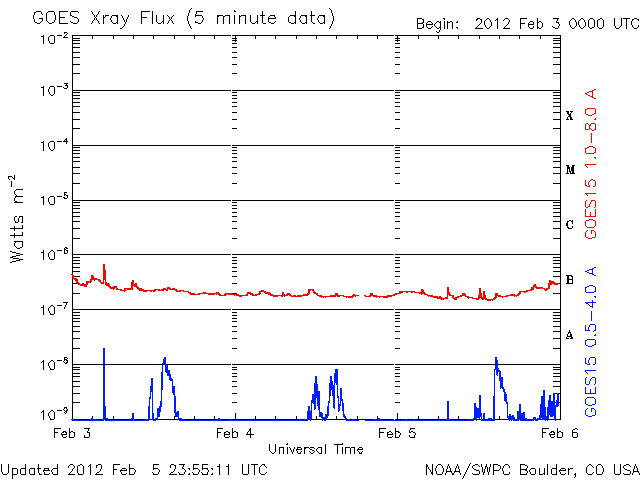 GOES Xray Flux (5 minute data)
Begin: 2012 Feb 3 0000 UTC
10⁻²
10⁻³
10⁻⁴
10⁻⁵
10⁻⁶
10⁻⁷
10⁻⁸
10⁻⁹
Watts m⁻²
X
M
C
B
A
GOES15 1.0-8.0 A
GOES15 0.5-4.0 A
Feb 3
Feb 4
Feb 5
Feb 6
Universal Time
Updated 2012 Feb 5 23:55:11 UTC
NOAA/SWPC Boulder, CO USA